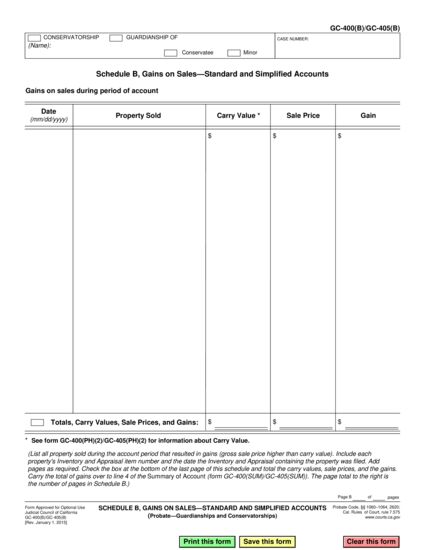 GC-400(B)/GC-405(B)
CONSERVATORSHIP GUARDIANSHIP OF
(Name):
Conservatee Minor
CASE NUMBER:
Schedule B, Gains on Sales—Standard and Simplified Accounts
Gains on sales during period of account
Date
(mm/dd/yyyy)
Property Sold
Carry Value *
Sale Price
Gain
$ $ $
Totals, Carry Values, Sale Prices, and Gains: $ $ $
* See form GC-400(PH)(2)/GC-405(PH)(2) for information about Carry Value.
(List all property sold during the account period that resulted in gains (gross sale price higher than carry value). Include each
property's Inventory and Appraisal item number and the date the Inventory and Appraisal containing the property was filed. Add
pages as required. Check the box at the bottom of the last page of this schedule and total the carry values, sale prices, and the gains.
Carry the total of gains over to line 4 of the Summary of Account (form GC-400(SUM)/GC-405(SUM)). The page total to the right is
the number of pages in Schedule B.)
Page B of pages
Form Approved for Optional Use
Judicial Council of California
GC-400(B)/GC-405(B)
[Rev. January 1, 2013]
SCHEDULE B, GAINS ON SALES—STANDARD AND SIMPLIFIED ACCOUNTS
(Probate—Guardianships and Conservatorships)
Probate Code, §§ 1060–1064, 2620;
Cal. Rules of Court, rule 7.575
www.courts.ca.gov
Print this form Save this form Clear this form